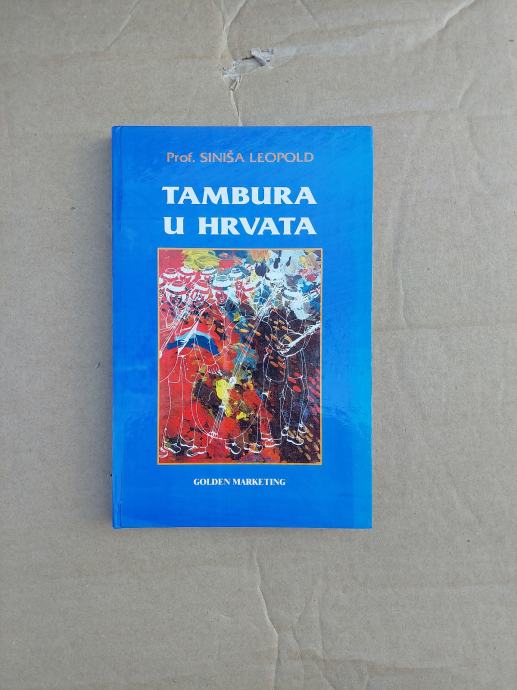 Prof. SINIŠA LEOPOLD
TAMBURA
U HRVATA
GOLDEN MARKETING